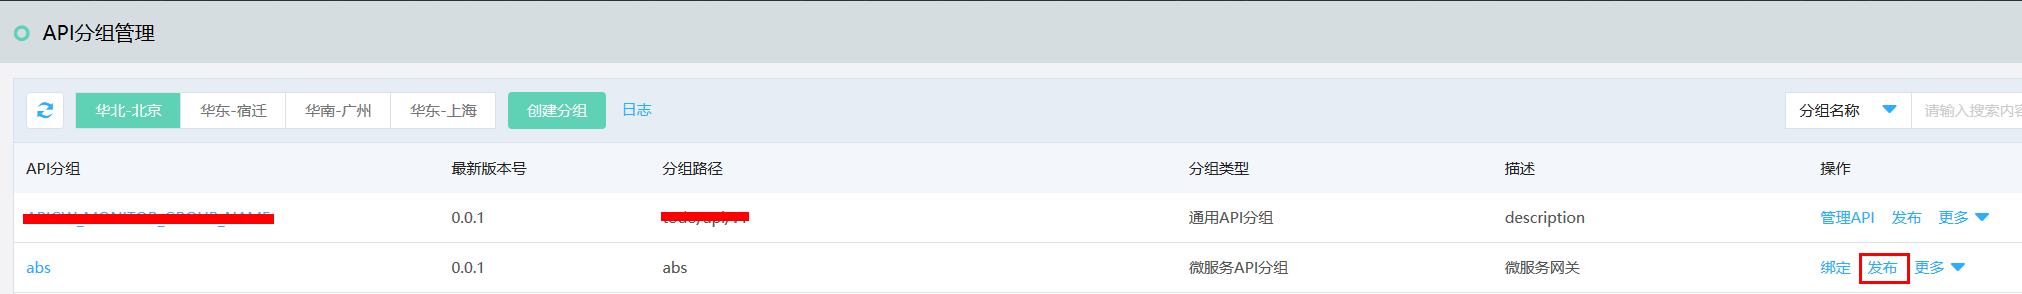 API分组管理
华北-北京 华东-宿迁 华南-广州 华东-上海 创建分组 日志 分组名称 请输入搜索内容
API分组 最新版本号 分组路径 分组类型 描述 操作
0.0.1 通用API分组 description 管理API 发布 更多
abs 0.0.1 abs 微服务API分组 微服务网关 绑定 发布 更多